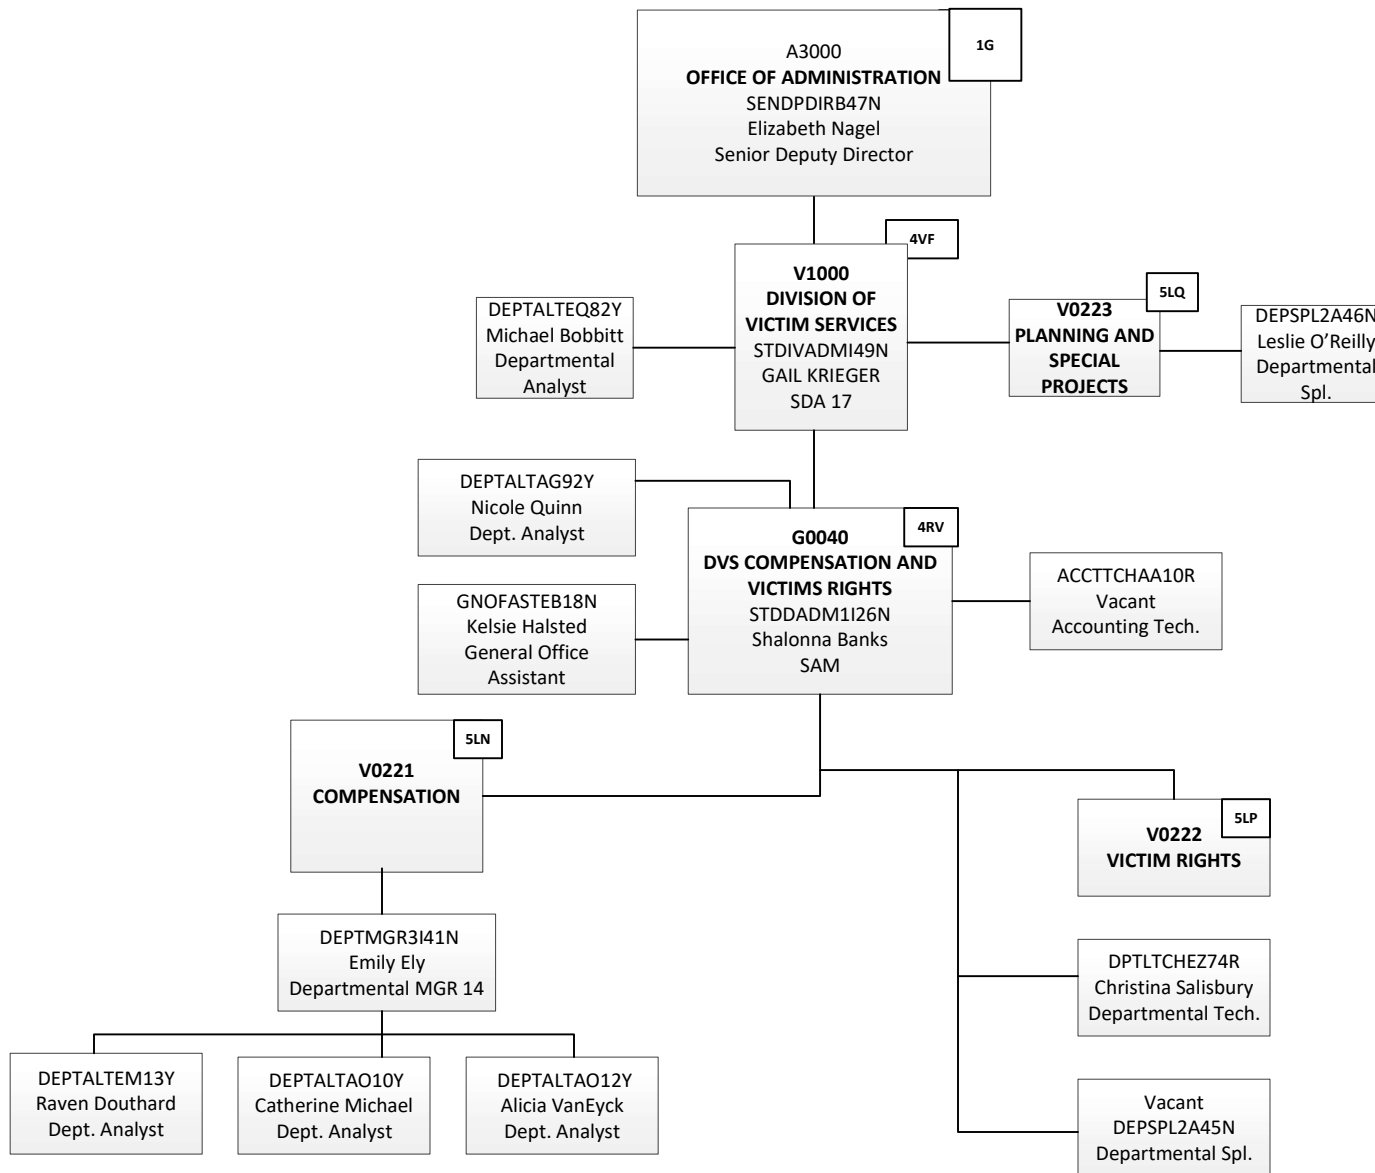 1G
A3000
OFFICE OF ADMINISTRATION
SENDPDIRB47N
Elizabeth Nagel
Senior Deputy Director
4VF
V1000
DIVISION OF
VICTIM SERVICES
STDIVADMI49N
GAIL KRIEGER
SDA 17
DEPTALTEQ82Y
Michael Bobbitt
Departmental
Analyst
5LQ
V0223
PLANNING AND
SPECIAL
PROJECTS
DEPSPL2A46N
Leslie O’Reilly
Departmental
Spl.
DEPTALTAG92Y
Nicole Quinn
Dept. Analyst
4RV
G0040
DVS COMPENSATION AND
VICTIMS RIGHTS
STDDADM1I26N
Shalonna Banks
SAM
GNOFASTEB18N
Kelsie Halsted
General Office
Assistant
ACCTTCHAA10R
Vacant
Accounting Tech.
5LN
V0221
COMPENSATION
5LP
V0222
VICTIM RIGHTS
DEPTMGR3I41N
Emily Ely
Departmental MGR 14
DPTLTCHEZ74R
Christina Salisbury
Departmental Tech.
DEPTALTEM13Y
Raven Douthard
Dept. Analyst
DEPTALTAO10Y
Catherine Michael
Dept. Analyst
DEPTALTAO12Y
Alicia VanEyck
Dept. Analyst
Vacant
DEPSPL2A45N
Departmental Spl.